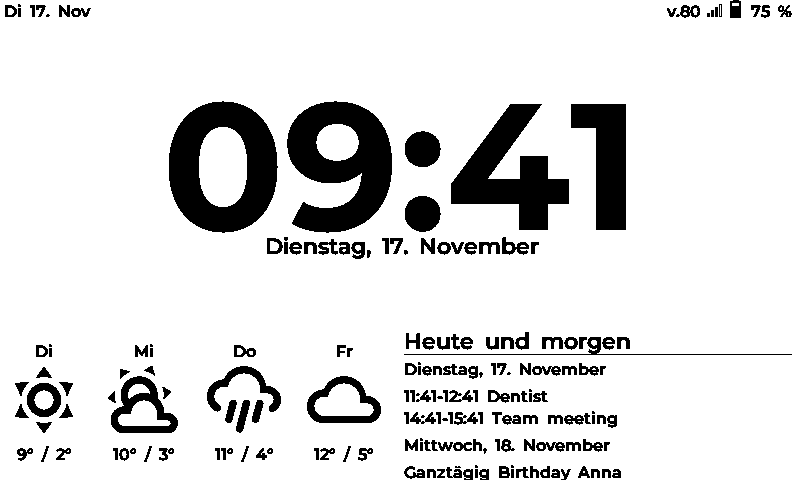 Di 17. Nov
v.80 75 %
09:41
Dienstag, 17. November
Di Mi Do Fr
9° / 2° 10° / 3° 11° / 4° 12° / 5°
Heute und morgen
Dienstag, 17. November
11:41-12:41 Dentist
14:41-15:41 Team meeting
Mittwoch, 18. November
Ganztägig Birthday Anna